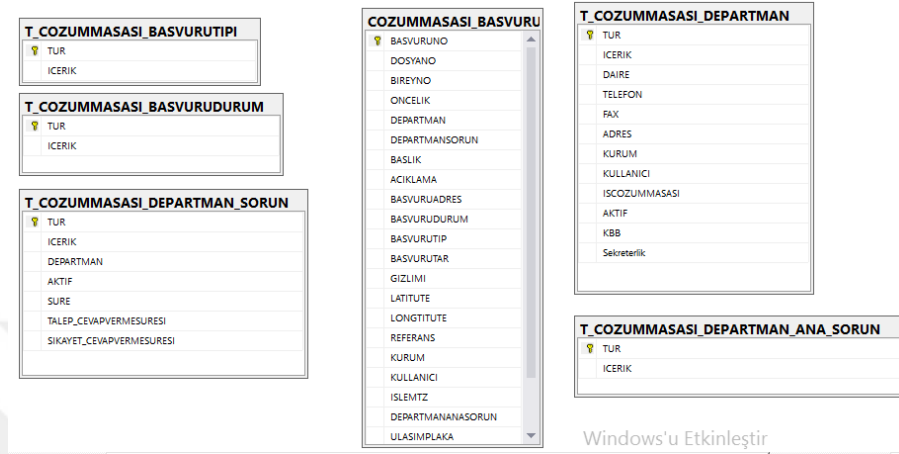 T_COZUMMASASI_BASVURUTIPI
TUR
ICERIK
T_COZUMMASASI_BASVURUDURUM
TUR
ICERIK
T_COZUMMASASI_DEPARTMAN_SORUN
TUR
ICERIK
DEPARTMAN
AKTIF
SURE
TALEP_CEVAPVERMESURESI
SIKAYET_CEVAPVERMESURESI
COZUMMASASI_BASVURU
BASVURUNO
DOSYANO
BIREYNO
ONCELIK
DEPARTMAN
DEPARTMANSORUN
BASLIK
ACIKLAMA
BASVURUADRES
BASVURUDURUM
BASVURUTIP
BASVURUTAR
GIZLIMI
LATITUTE
LONGTITUTE
REFERANS
KURUM
KULLANICI
ISLEMTZ
DEPARTMANANASORUN
ULASIMPLAKA
T_COZUMMASASI_DEPARTMAN
TUR
ICERIK
DAIRE
TELEFON
FAX
ADRES
KURUM
KULLANICI
ISCOZUMMASASI
AKTIF
KBB
Sekreterlik
T_COZUMMASASI_DEPARTMAN_ANA_SORUN
TUR
ICERIK
Windows'u Etkinleştir